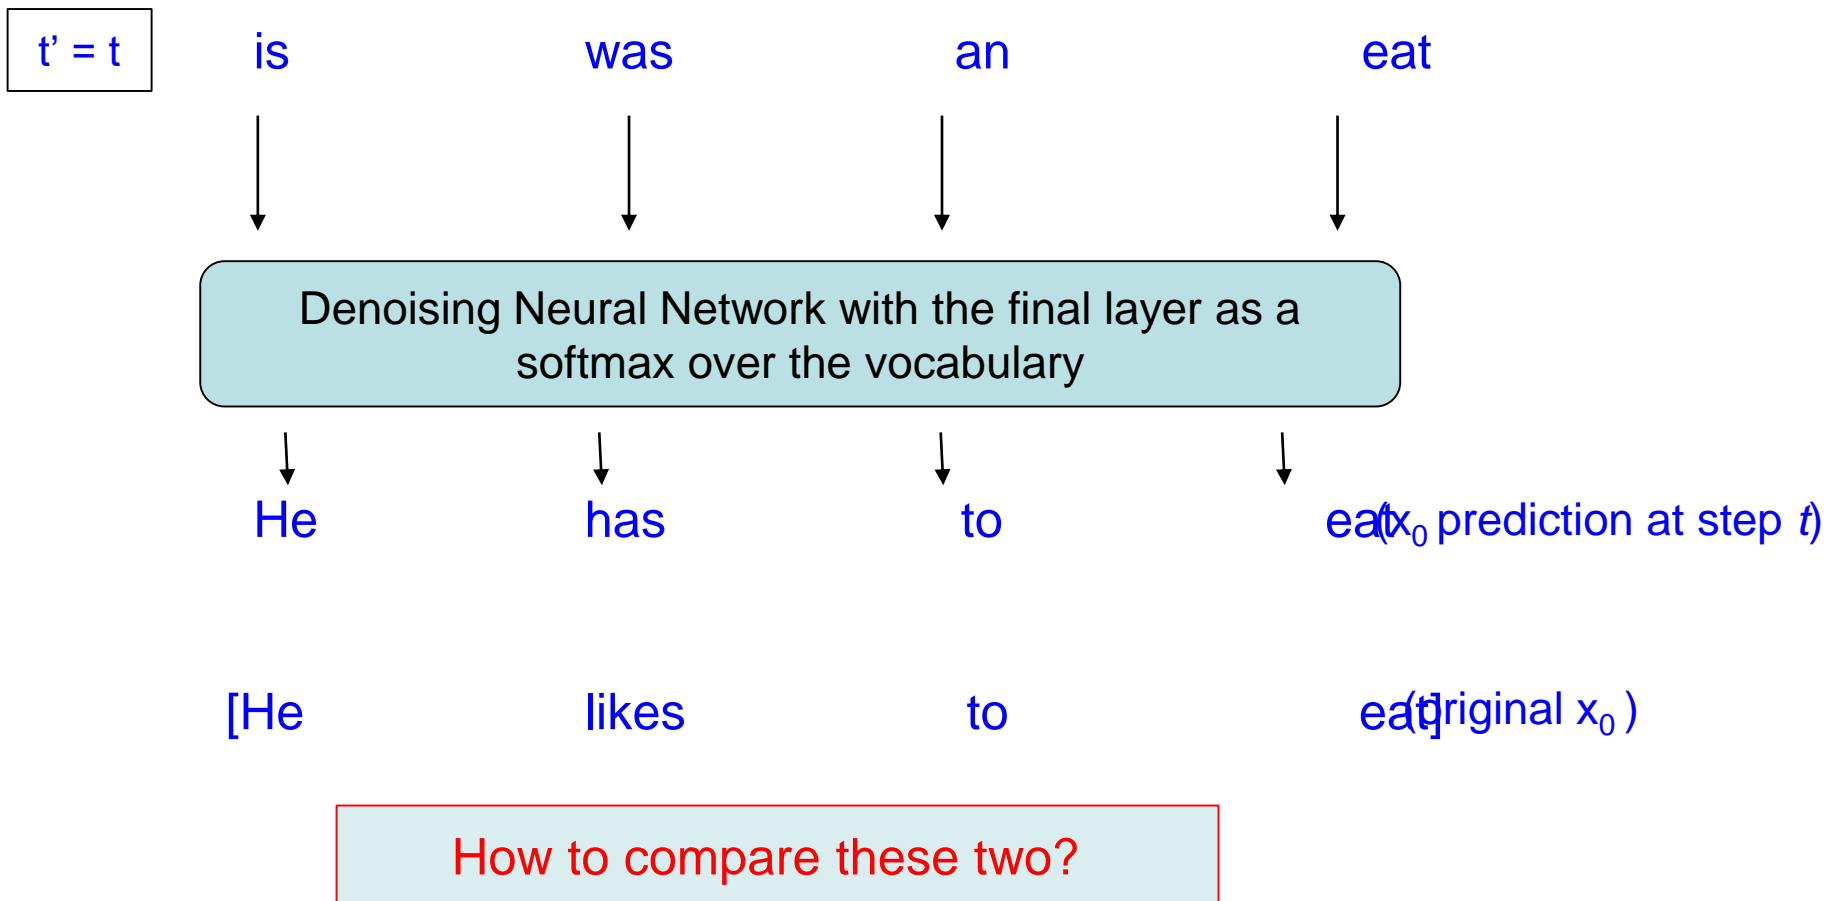 t’ = t is was an eat
Denoising Neural Network with the final layer as a
softmax over the vocabulary
He has to eat (x₀ prediction at step t)
[He likes to eat] (original x₀ )
How to compare these two?